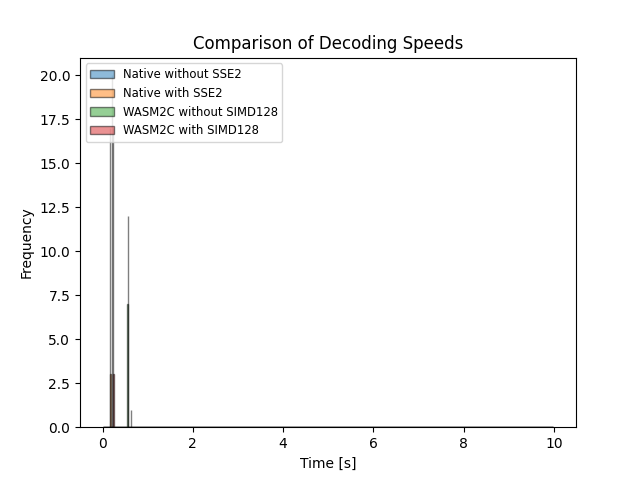 Comparison of Decoding Speeds
Native without SSE2
Native with SSE2
WASM2C without SIMD128
WASM2C with SIMD128
20.0
17.5
15.0
12.5
10.0
7.5
5.0
2.5
0.0
Frequency
0 2 4 6 8 10
Time [s]